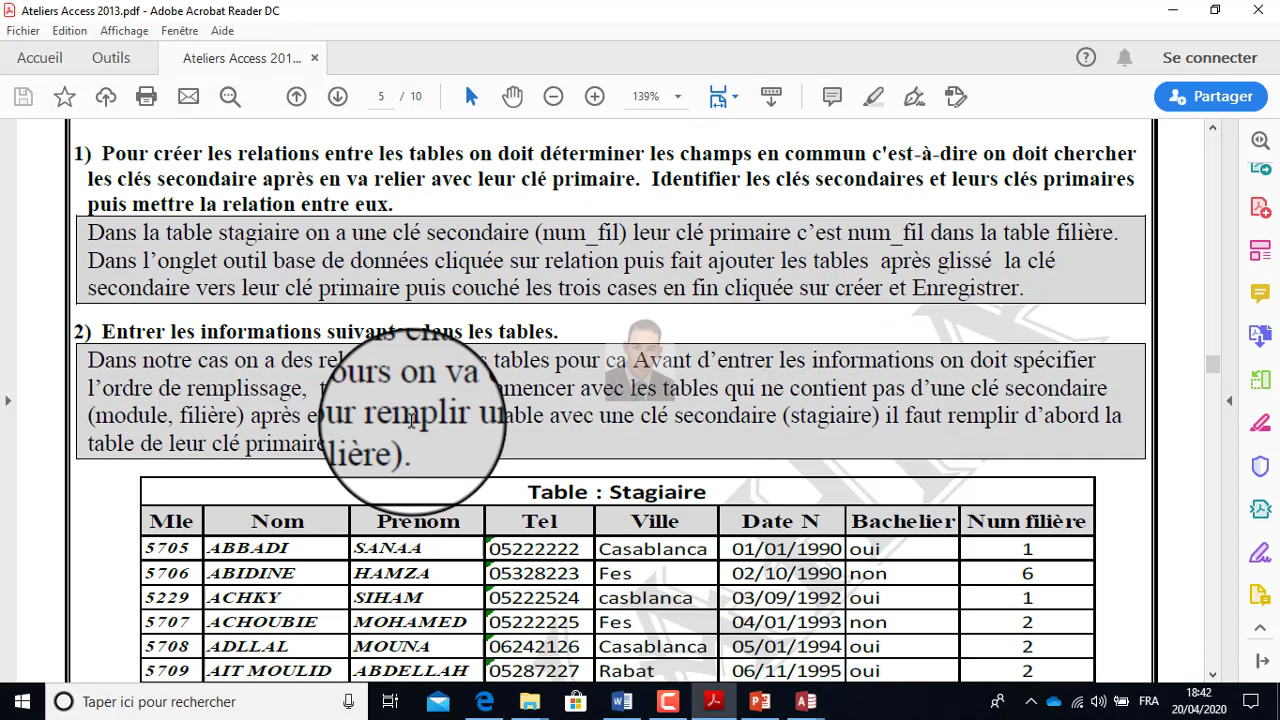 Ateliers Access 2013.pdf - Adobe Acrobat Reader DC
Fichier Edition Affichage Fenêtre Aide
Accueil Outils Ateliers Access 201... Se connecter
5 / 10 139% Partager
1) Pour créer les relations entre les tables on doit déterminer les champs en commun c'est-à-dire on doit chercher
les clés secondaire après en va relier avec leur clé primaire. Identifier les clés secondaires et leurs clés primaires
puis mettre la relation entre eux.
Dans la table stagiaire on a une clé secondaire (num_fil) leur clé primaire c’est num_fil dans la table filière.
Dans l’onglet outil base de données cliquée sur relation puis fait ajouter les tables après glissé la clé
secondaire vers leur clé primaire puis couché les trois cases en fin cliquée sur créer et Enregistrer.
2) Entrer les informations suivant dans les tables.
Dans notre cas on a des tables pour ca Avant d’entrer les informations on doit spécifier
l’ordre de remplissage, ours on va avec les tables qui ne contient pas d’une clé secondaire
(module, filière) après our remplir avec une clé secondaire (stagiaire) il faut remplir d’abord la
table de leur clé primaire lière).
Table : Stagiaire
Mle Nom Prénom Tel Ville Date N Bachelier Num filière
5705 ABBADI SANAA 05222222 Casablanca 01/01/1990 oui 1
5706 ABIDINE HAMZA 05328223 Fes 02/10/1990 non 6
5229 ACHKY SIHAM 05222524 casblanca 03/09/1992 oui 1
5707 ACHOUBIE MOHAMED 05222225 Fes 04/01/1993 non 2
5708 ADLLAL MOUNA 06242126 Casablanca 05/01/1994 oui 2
5709 AIT MOULID ABDELLAH 05287227 Rabat 06/11/1995 oui 2
Taper ici pour rechercher FRA 18:42
20/04/2020